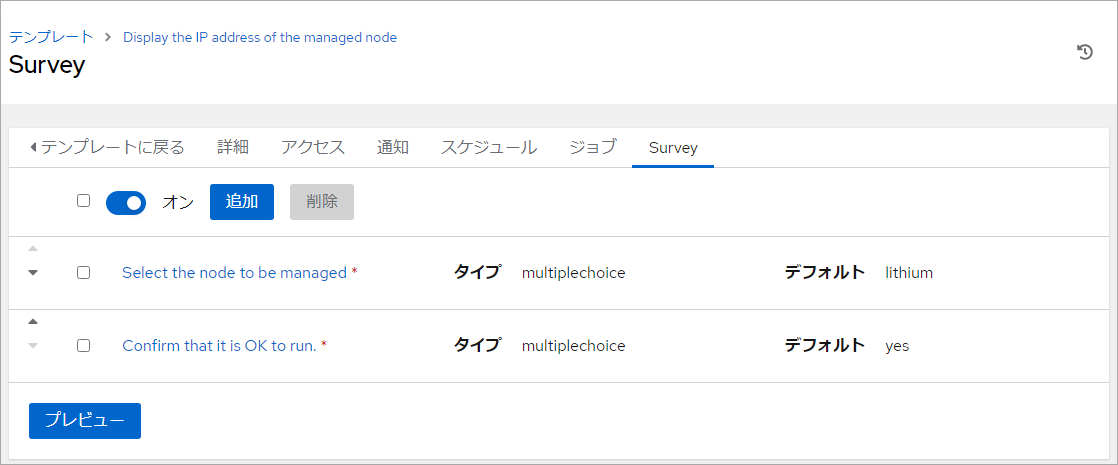 テンプレート > Display the IP address of the managed node
Survey
テンプレートに戻る 詳細 アクセス 通知 スケジュール ジョブ Survey
オン 追加 削除
Select the node to be managed * タイプ multiplechoice デフォルト lithium
Confirm that it is OK to run. * タイプ multiplechoice デフォルト yes
プレビュー